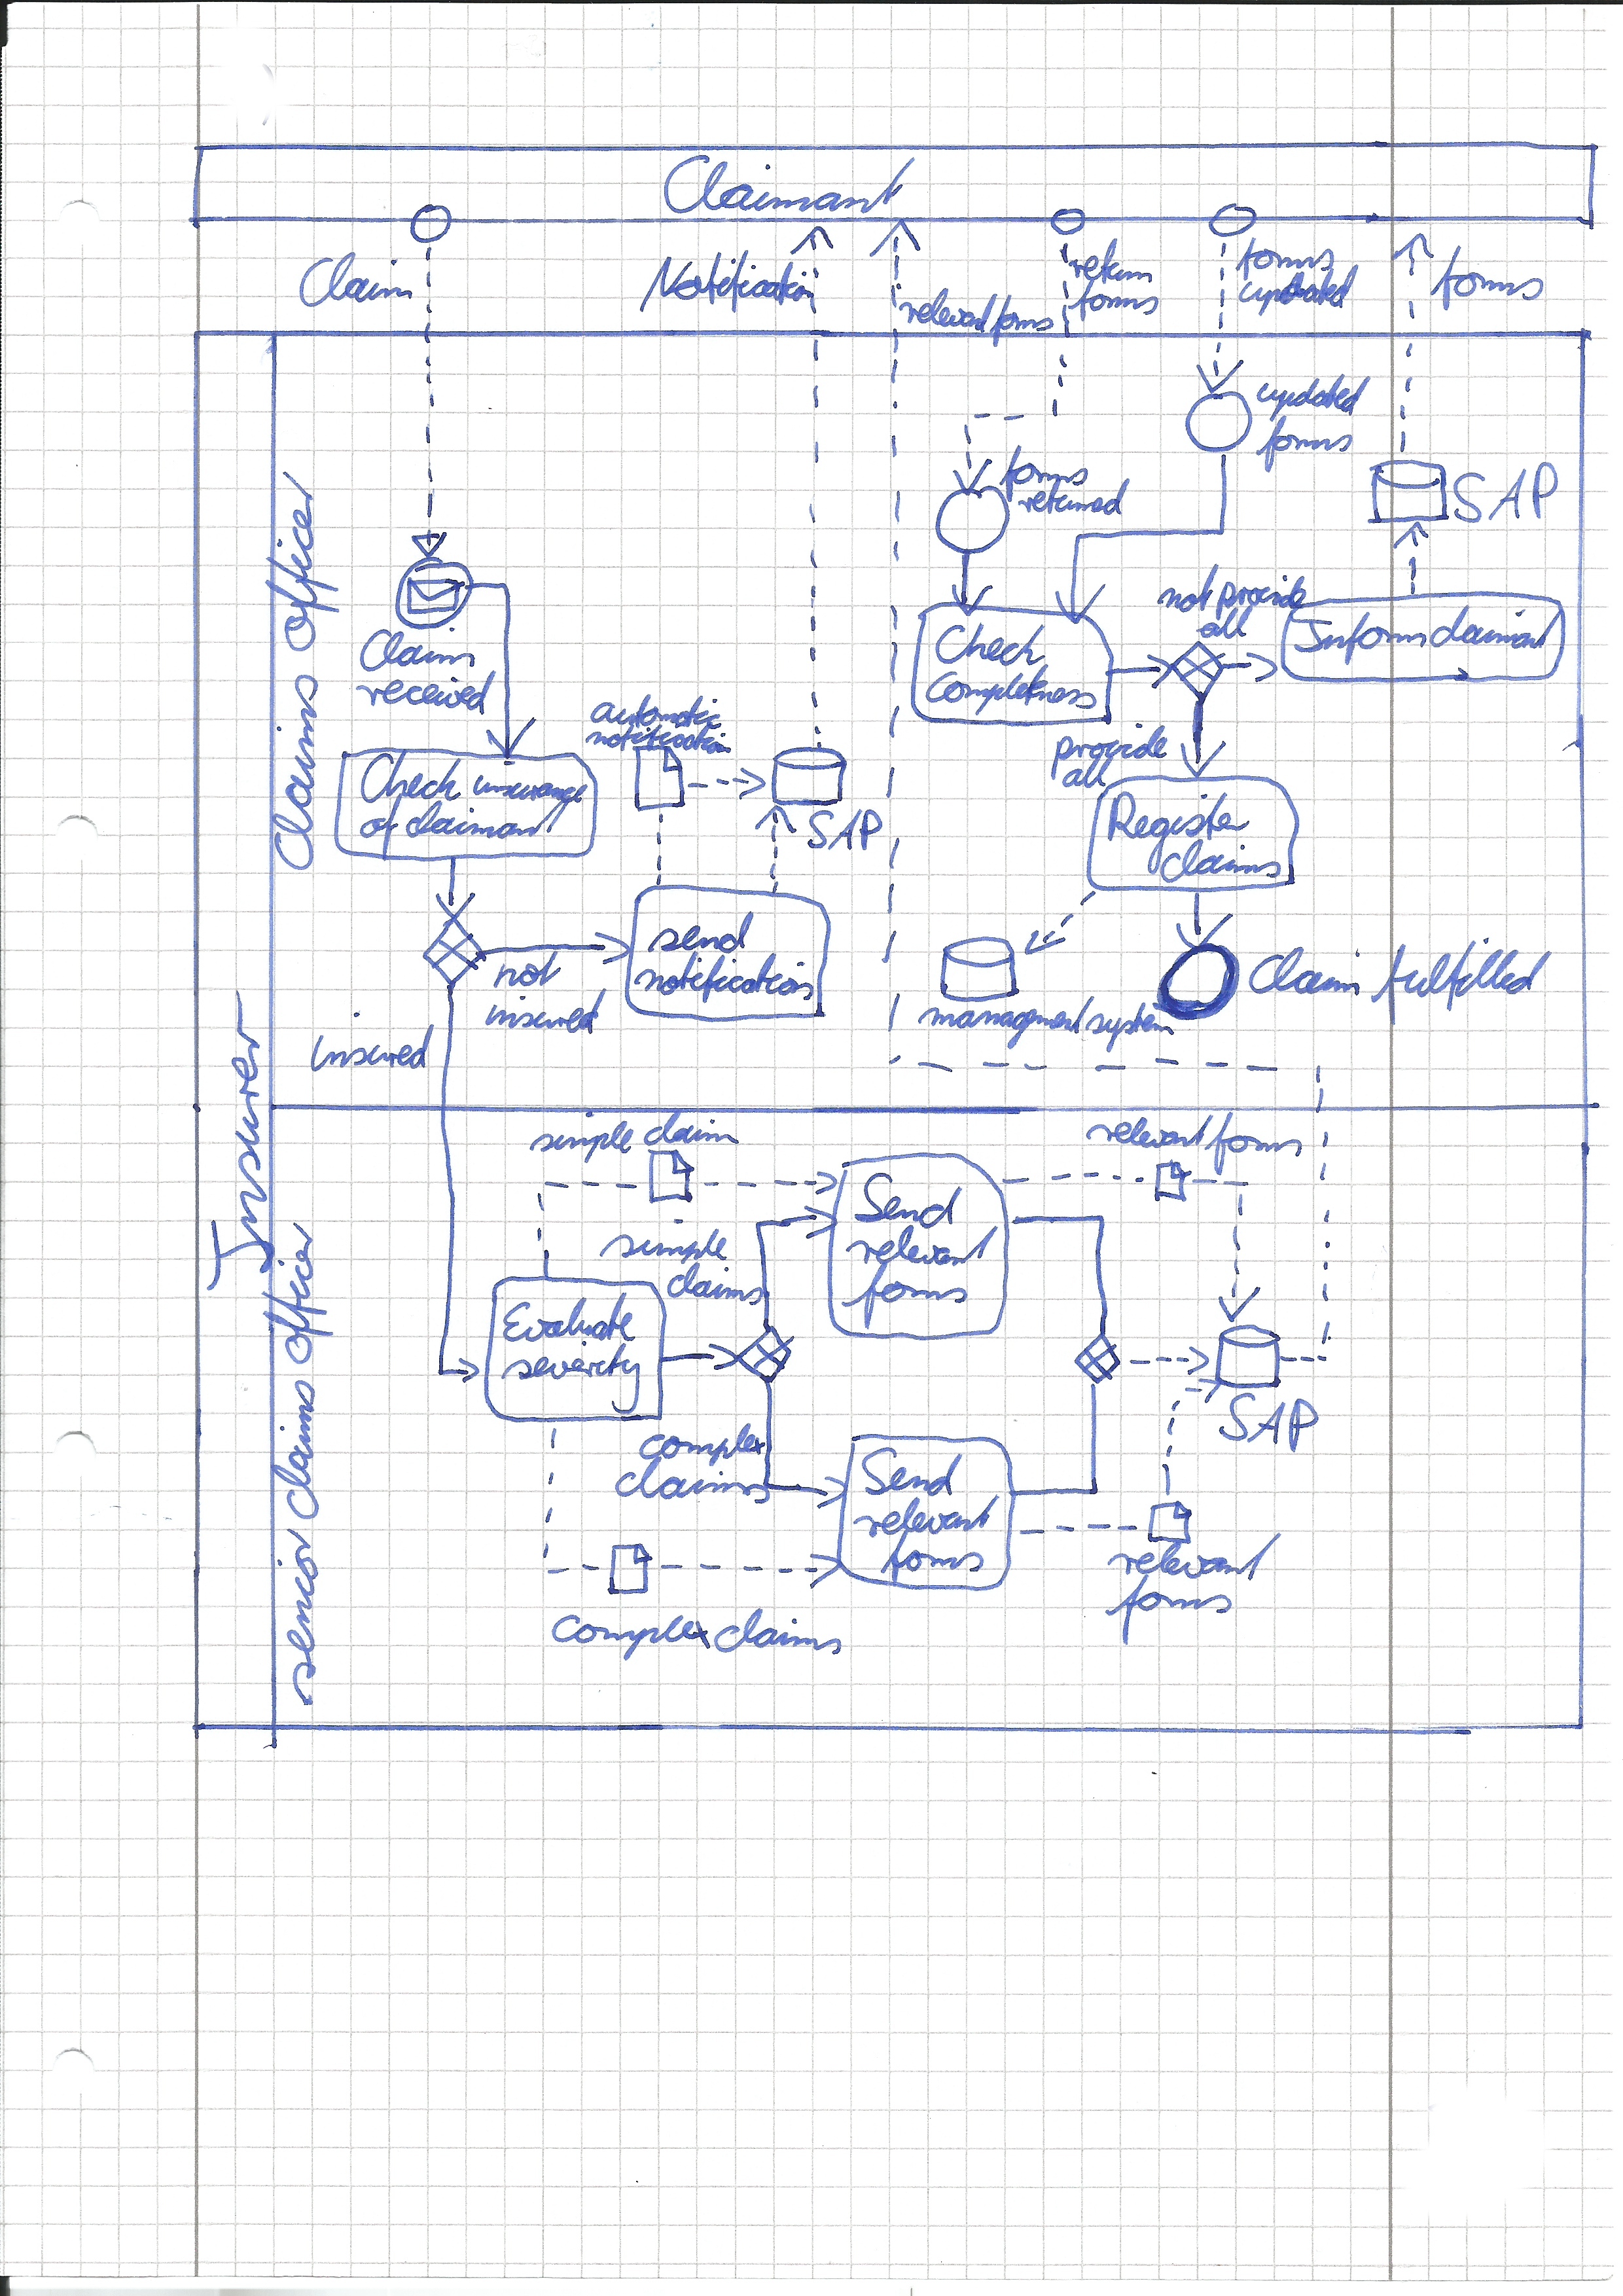 Claimant
Claim
Notification
relevant forms
return
forms
forms
updated
forms
updated
forms
SAP
forms
returned
Claims Officer
Claim
received
not provide
all
Inform claimant
Check
completness
provide
all
automatic
notification
Check insurance
of claimant
SAP
Register
claims
send
notification
not
insured
insured
management system
Claim fulfilled
Insurer
senior claims officer
simple claim
relevant forms
Send
relevant
forms
simple
claims
Evaluate
severity
complex
claims
SAP
Send
relevant
forms
relevant
forms
complex claims